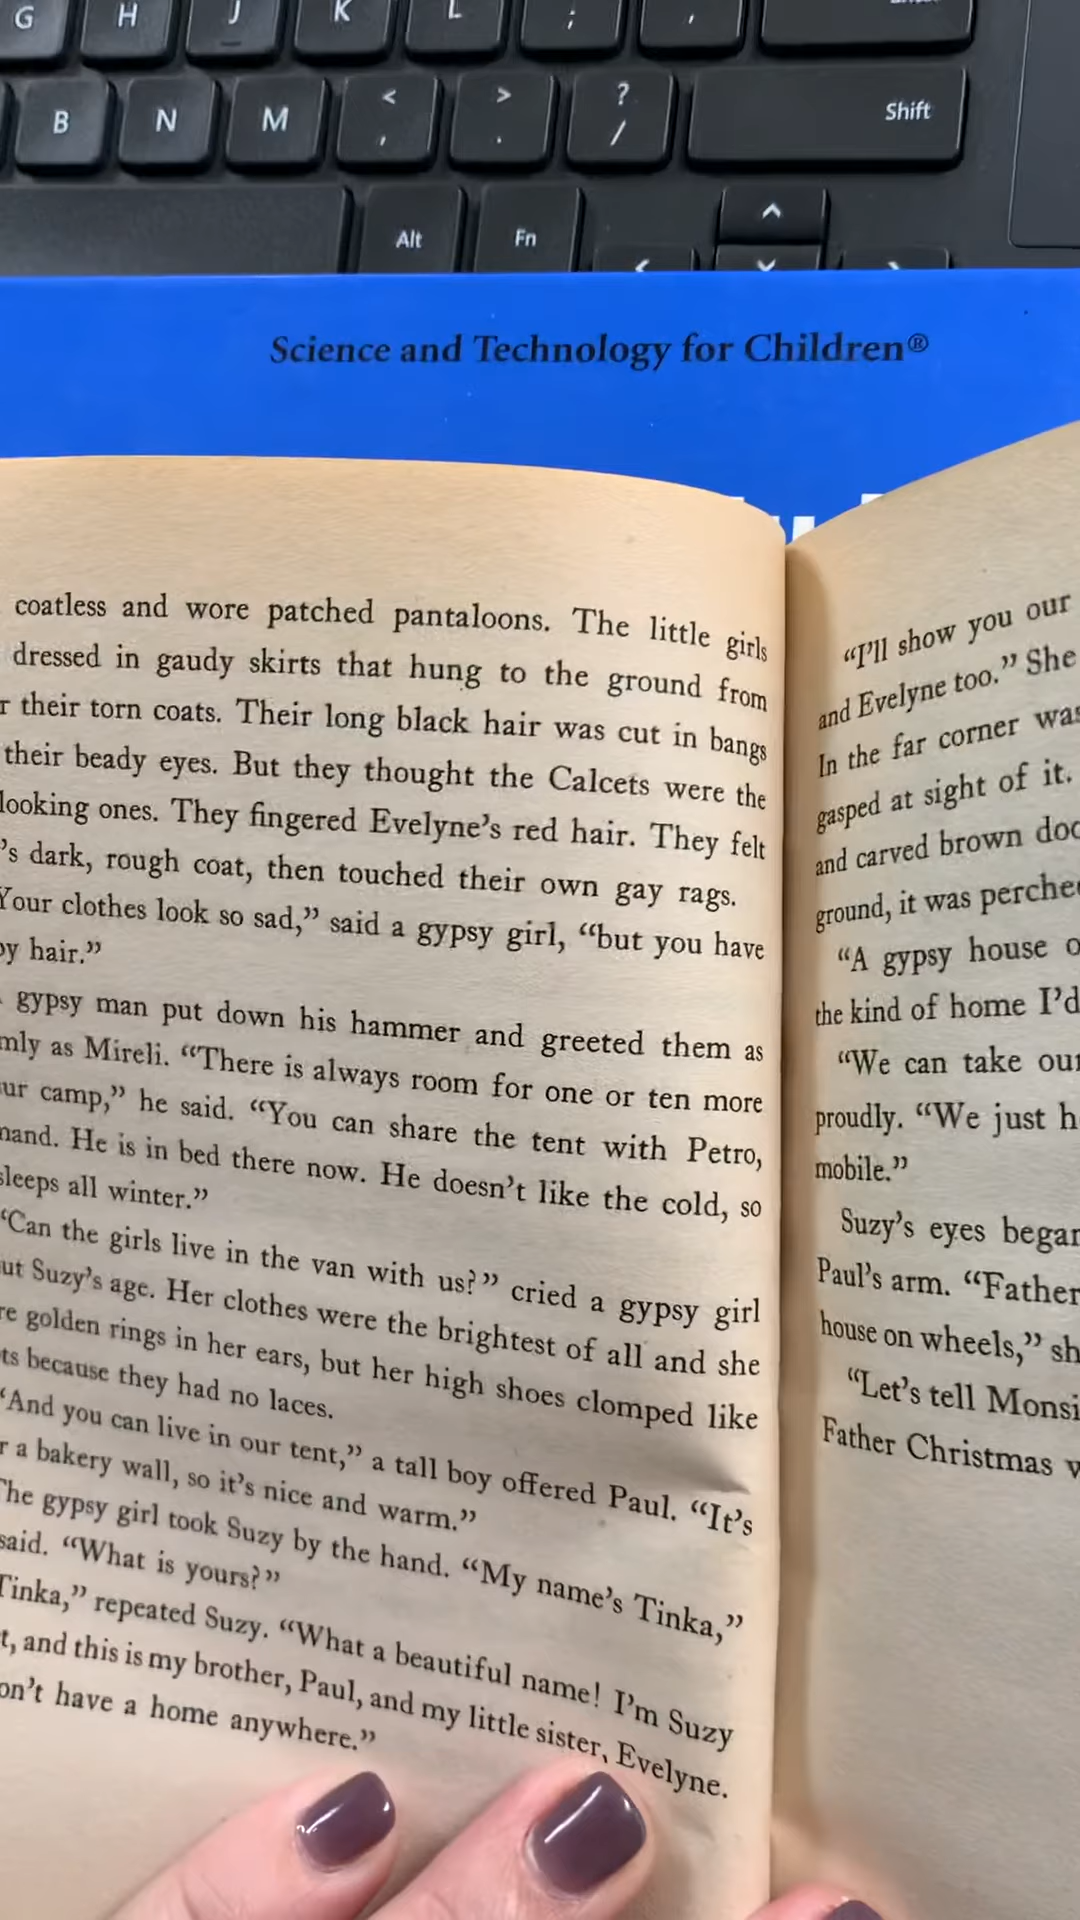 G H J K L ; ,
B N M < , > . ? / Shift
Alt Fn
Science and Technology for Children®
coatless and wore patched pantaloons. The little girls
dressed in gaudy skirts that hung to the ground from
their torn coats. Their long black hair was cut in bangs
their beady eyes. But they thought the Calcets were the
looking ones. They fingered Evelyne's red hair. They felt
's dark, rough coat, then touched their own gay rags.
Your clothes look so sad,” said a gypsy girl, “but you have
hair.”
gypsy man put down his hammer and greeted them as
as Mireli. “There is always room for one or ten more
camp,” he said. “You can share the tent with Petro,
He is in bed there now. He doesn't like the cold, so
sleeps all winter.”
“Can the girls live in the van with us?” cried a gypsy girl
Suzy's age. Her clothes were the brightest of all and she
golden rings in her ears, but her high shoes clomped like
because they had no laces.
“And you can live in our tent,” a tall boy offered Paul. “It's
a bakery wall, so it's nice and warm.”
The gypsy girl took Suzy by the hand. “My name's Tinka,”
said. “What is yours?”
Tinka,” repeated Suzy. “What a beautiful name! I'm Suzy
and this is my brother, Paul, and my little sister, Evelyne.
have a home anywhere.”
“I'll show you our
and Evelyne too.” She
In the far corner was
gasped at sight of it.
and carved brown
ground, it was
“A gypsy house
the kind of home I'd
“We can take
proudly. “We just
mobile.”
Suzy's eyes
Paul's arm. “Father
house on wheels,”
“Let's tell
Father Christmas